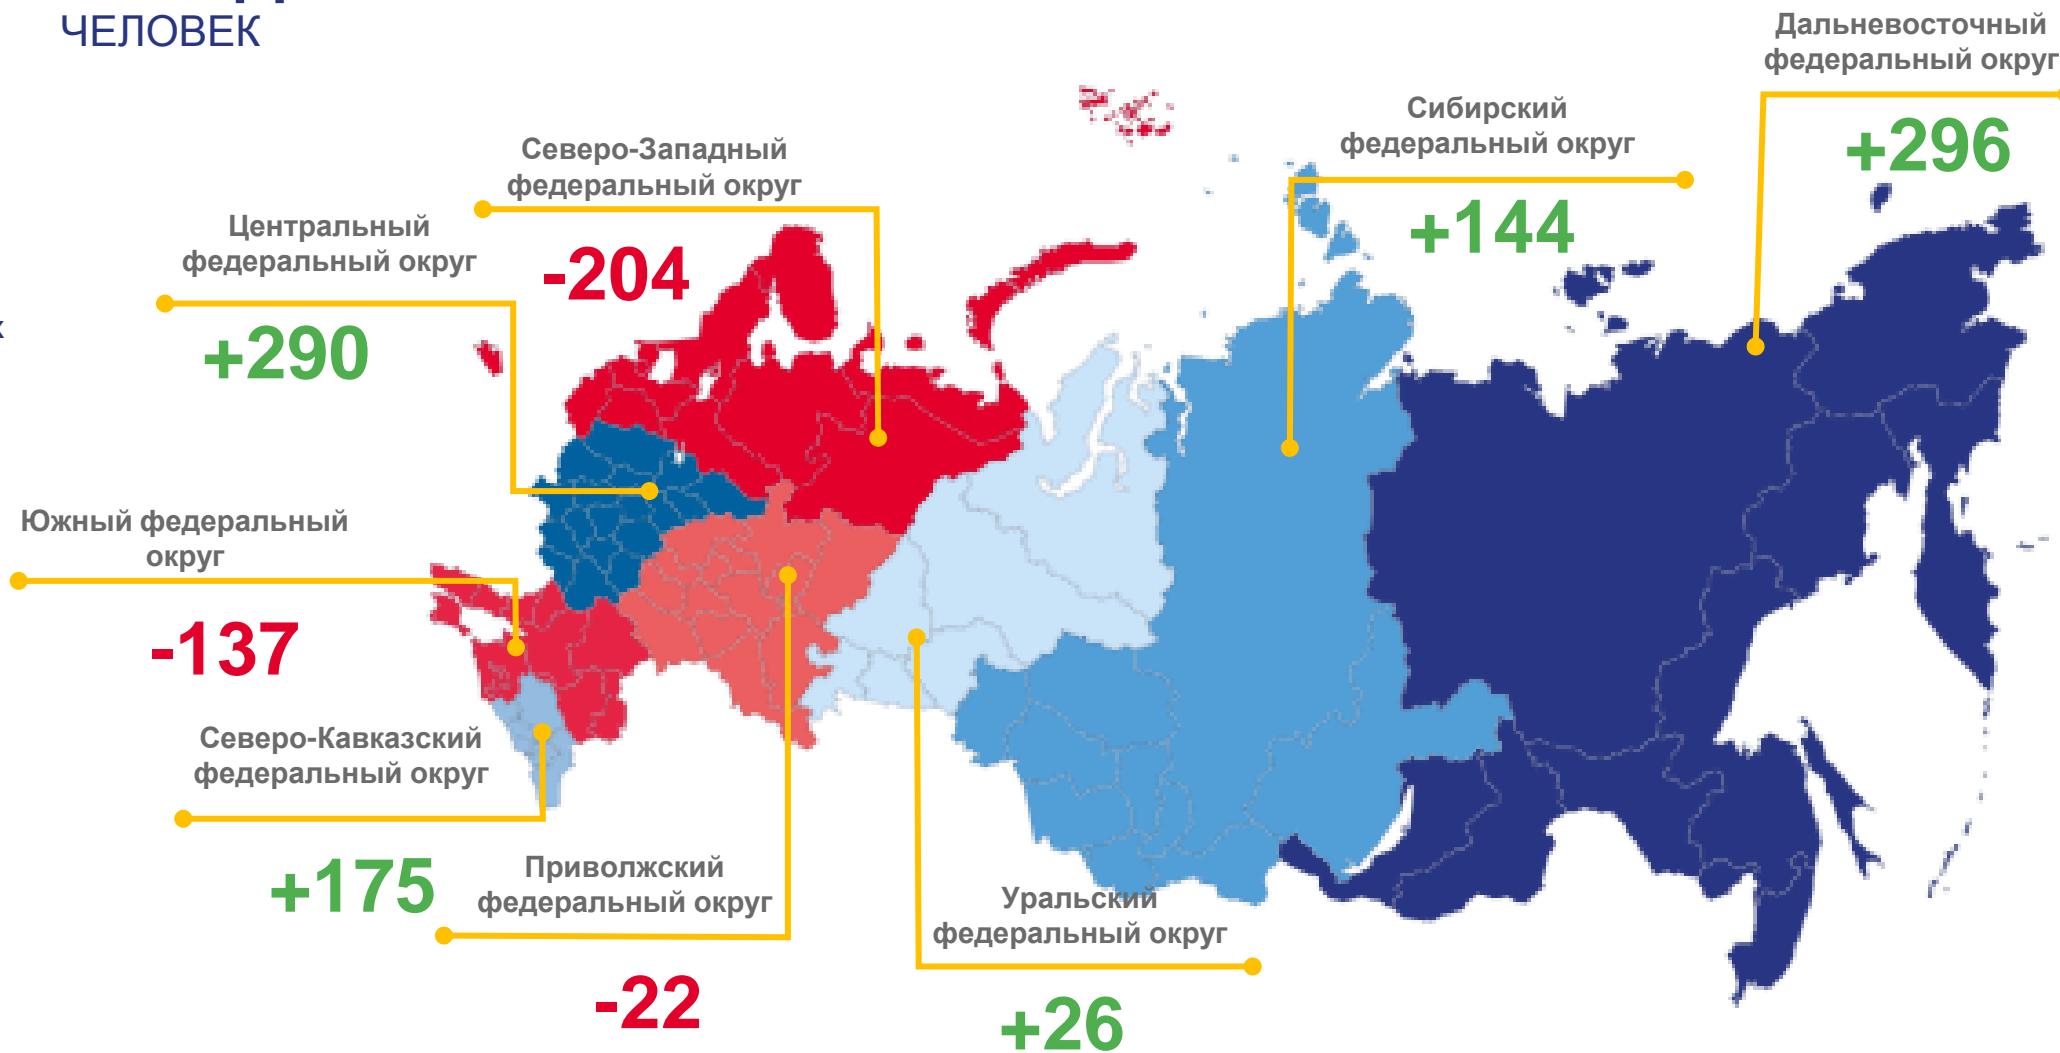 ЧЕЛОВЕК
Дальневосточный
федеральный округ
+296
Сибирский
федеральный округ
+144
Северо-Западный
федеральный округ
-204
Центральный
федеральный округ
+290
Южный федеральный
округ
-137
Северо-Кавказский
федеральный округ
+175
Приволжский
федеральный округ
-22
Уральский
федеральный округ
+26